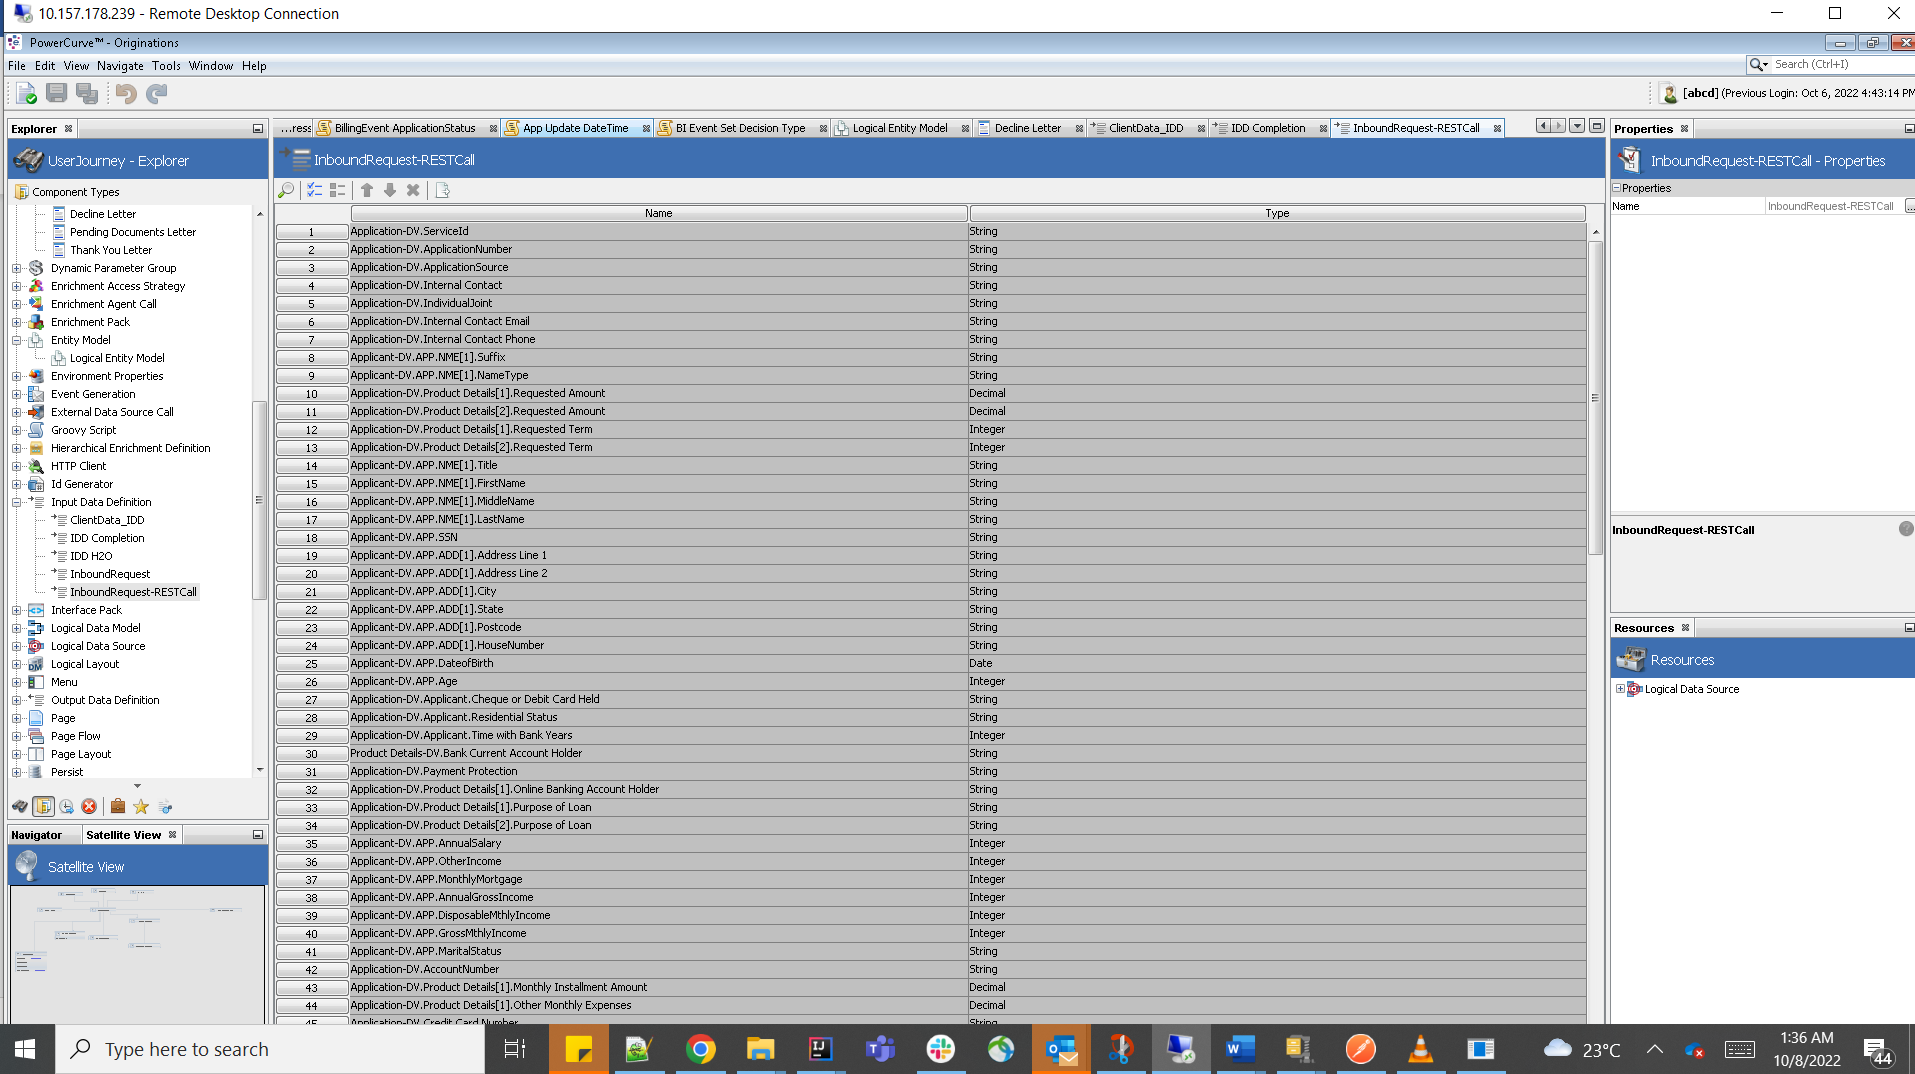 10.157.178.239 - Remote Desktop Connection
PowerCurve™ - Originations
File Edit View Navigate Tools Window Help
Search (Ctrl+I)
[abcd] (Previous Login: Oct 6, 2022 4:43:14 PM
Explorer
UserJourney - Explorer
Component Types
Decline Letter
Pending Documents Letter
Thank You Letter
Dynamic Parameter Group
Enrichment Access Strategy
Enrichment Agent Call
Enrichment Pack
Entity Model
Logical Entity Model
Environment Properties
Event Generation
External Data Source Call
Groovy Script
Hierarchical Enrichment Definition
HTTP Client
Id Generator
Input Data Definition
ClientData_IDD
IDD Completion
IDD H2O
InboundRequest
InboundRequest-RESTCall
Interface Pack
Logical Data Model
Logical Data Source
Logical Layout
Menu
Output Data Definition
Page
Page Flow
Page Layout
Persist
Navigator
Satellite View
Satellite View
...ress
BillingEvent ApplicationStatus
App Update DateTime
BI Event Set Decision Type
Logical Entity Model
Decline Letter
ClientData_IDD
IDD Completion
InboundRequest-RESTCall
InboundRequest-RESTCall
Name Type
1 Application-DV.ServiceId String
2 Application-DV.ApplicationNumber String
3 Application-DV.ApplicationSource String
4 Application-DV.Internal Contact String
5 Application-DV.IndividualJoint String
6 Application-DV.Internal Contact Email String
7 Application-DV.Internal Contact Phone String
8 Applicant-DV.APP.NME[1].Suffix String
9 Applicant-DV.APP.NME[1].NameType String
10 Application-DV.Product Details[1].Requested Amount Decimal
11 Application-DV.Product Details[2].Requested Amount Decimal
12 Application-DV.Product Details[1].Requested Term Integer
13 Application-DV.Product Details[2].Requested Term Integer
14 Applicant-DV.APP.NME[1].Title String
15 Applicant-DV.APP.NME[1].FirstName String
16 Applicant-DV.APP.NME[1].MiddleName String
17 Applicant-DV.APP.NME[1].LastName String
18 Applicant-DV.APP.SSN String
19 Applicant-DV.APP.ADD[1].Address Line 1 String
20 Applicant-DV.APP.ADD[1].Address Line 2 String
21 Applicant-DV.APP.ADD[1].City String
22 Applicant-DV.APP.ADD[1].State String
23 Applicant-DV.APP.ADD[1].Postcode String
24 Applicant-DV.APP.ADD[1].HouseNumber String
25 Applicant-DV.APP.DateofBirth Date
26 Applicant-DV.APP.Age Integer
27 Application-DV.Applicant.Cheque or Debit Card Held String
28 Application-DV.Applicant.Residential Status String
29 Application-DV.Applicant.Time with Bank Years Integer
30 Product Details-DV.Bank Current Account Holder String
31 Application-DV.Payment Protection String
32 Application-DV.Product Details[1].Online Banking Account Holder String
33 Application-DV.Product Details[1].Purpose of Loan String
34 Application-DV.Product Details[2].Purpose of Loan String
35 Applicant-DV.APP.AnnualSalary Integer
36 Applicant-DV.APP.OtherIncome Integer
37 Applicant-DV.APP.MonthlyMortgage Integer
38 Applicant-DV.APP.AnnualGrossIncome Integer
39 Applicant-DV.APP.DisposableMthlyIncome Integer
40 Applicant-DV.APP.GrossMthlyIncome Integer
41 Applicant-DV.APP.MaritalStatus String
42 Application-DV.AccountNumber String
43 Application-DV.Product Details[1].Monthly Installment Amount Decimal
44 Application-DV.Product Details[1].Other Monthly Expenses Decimal
45 Application-DV.Credit Card Number String
Properties
InboundRequest-RESTCall - Properties
Properties
Name InboundRequest-RESTCall ...
InboundRequest-RESTCall
Resources
Resources
Logical Data Source
Type here to search
23°C
1:36 AM
10/8/2022
44